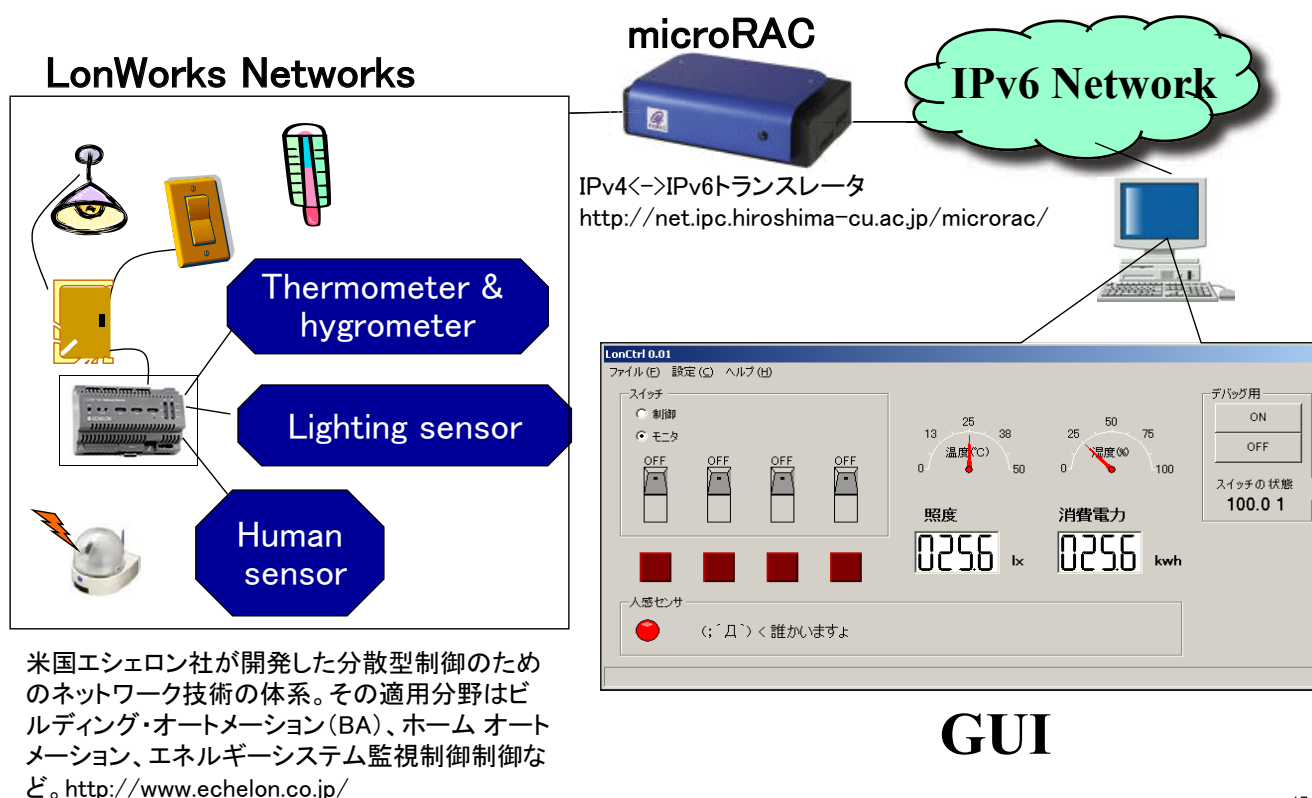 microRAC
LonWorks Networks
IPv6 Network
IPv4<->IPv6トランスレータ
http://net.ipc.hiroshima-cu.ac.jp/microrac/
Thermometer &
hygrometer
Lighting sensor
Human
sensor
ECHELON
米国エシェロン社が開発した分散型制御のため
のネットワーク技術の体系。その適用分野はビ
ルディング・オートメーション（BA）、ホーム オート
メーション、エネルギーシステム監視制御制御な
ど。http://www.echelon.co.jp/
LonCtrl 0.01
ファイル(F) 設定(C) ヘルプ(H)
スイッチ
制御
モニタ
OFF OFF OFF OFF
0 13 25 38 50
温度(℃)
0 25 50 75 100
湿度(%)
デバッグ用
ON
OFF
スイッチの状態
100.0 1
照度
025.6 lx
消費電力
025.6 kwh
人感センサ
(;´Д`) < 誰かいますよ
GUI